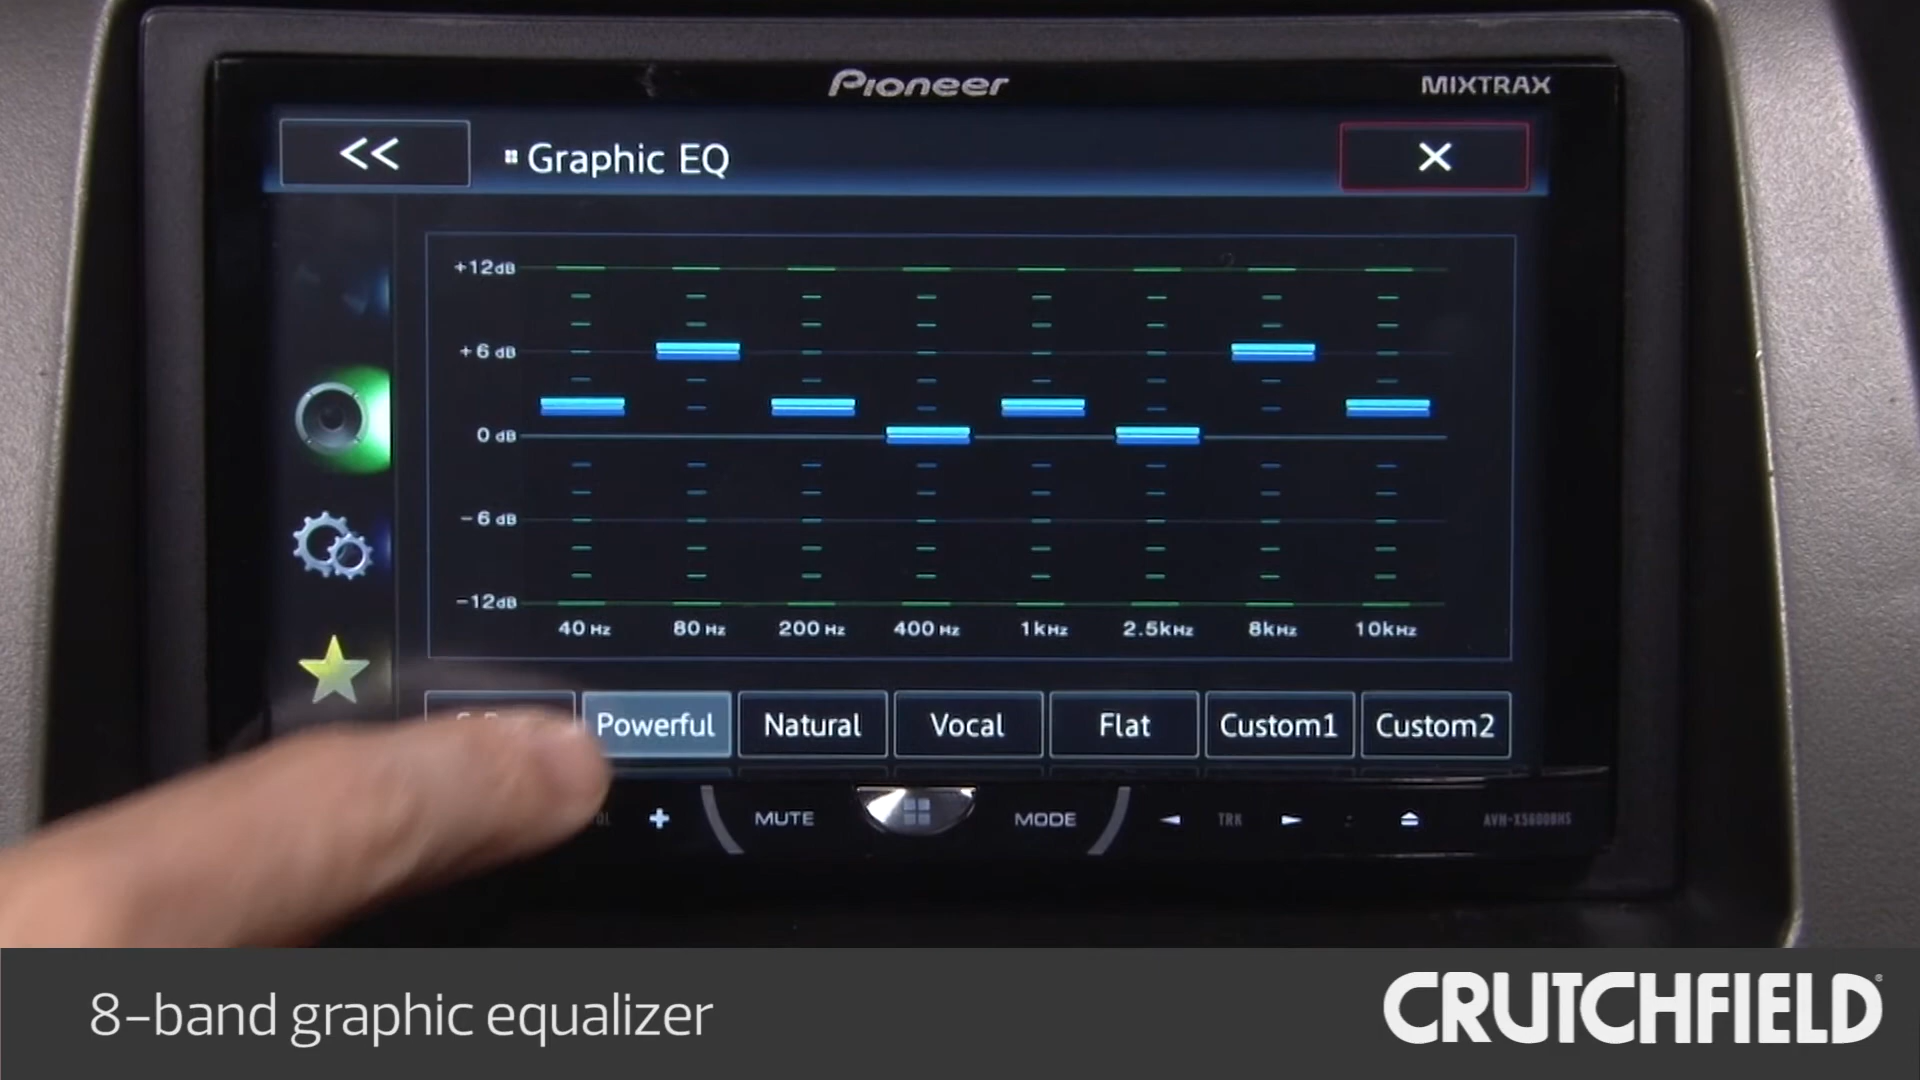 Pioneer
MIXTRAX
<<
Graphic EQ
X
+12dB
+6 dB
0 dB
-6 dB
-12dB
40 Hz 80 Hz 200 Hz 400 Hz 1kHz 2.5kHz 8kHz 10kHz
Powerful Natural Vocal Flat Custom1 Custom2
+ MUTE MODE TRK AVH-X5600BHS
8-band graphic equalizer
CRUTCHFIELD